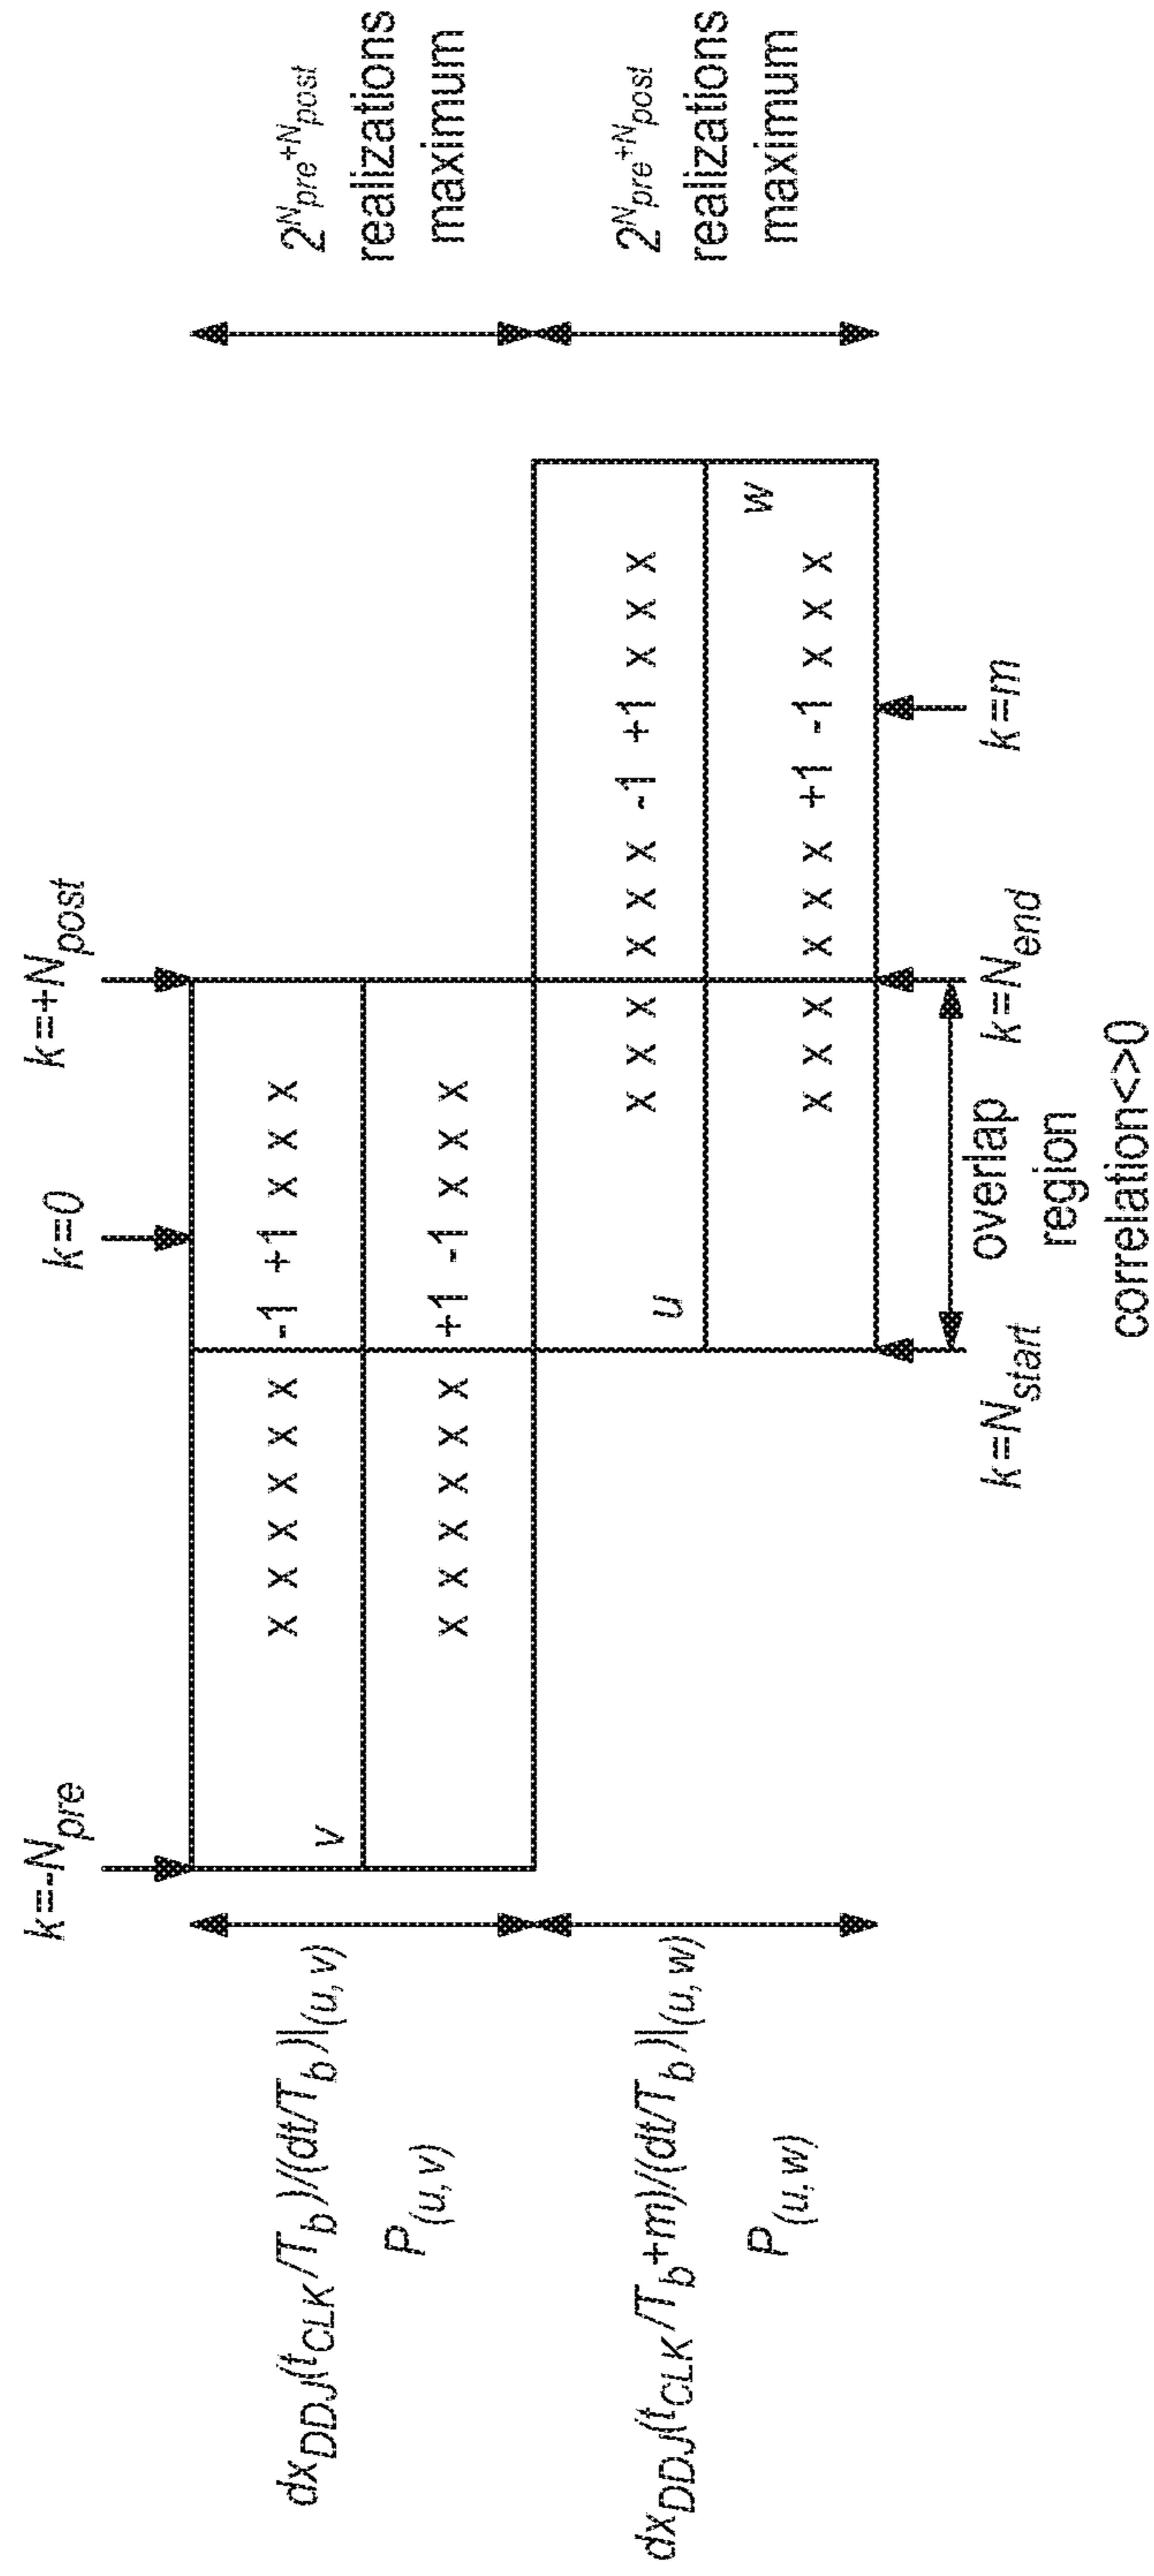 k=-N_pre
k=0
k=+N_post
dx_DDJ(t_CLK/T_b)/(dt/T_b)|_(u,v)
P_(u,v)
v
x x x x x x -1 +1 x x x
x x x x x x +1 -1 x x x
2^N_pre+N_post
realizations
maximum
dx_DDJ(t_CLK/T_b+m)/(dt/T_b)|_(u,w)
P_(u,w)
u
x x x x x x -1 +1 x x x
x x x x x x +1 -1 x x x
w
2^N_pre+N_post
realizations
maximum
k=N_start
k=N_end
k=m
overlap
region
correlation<>0